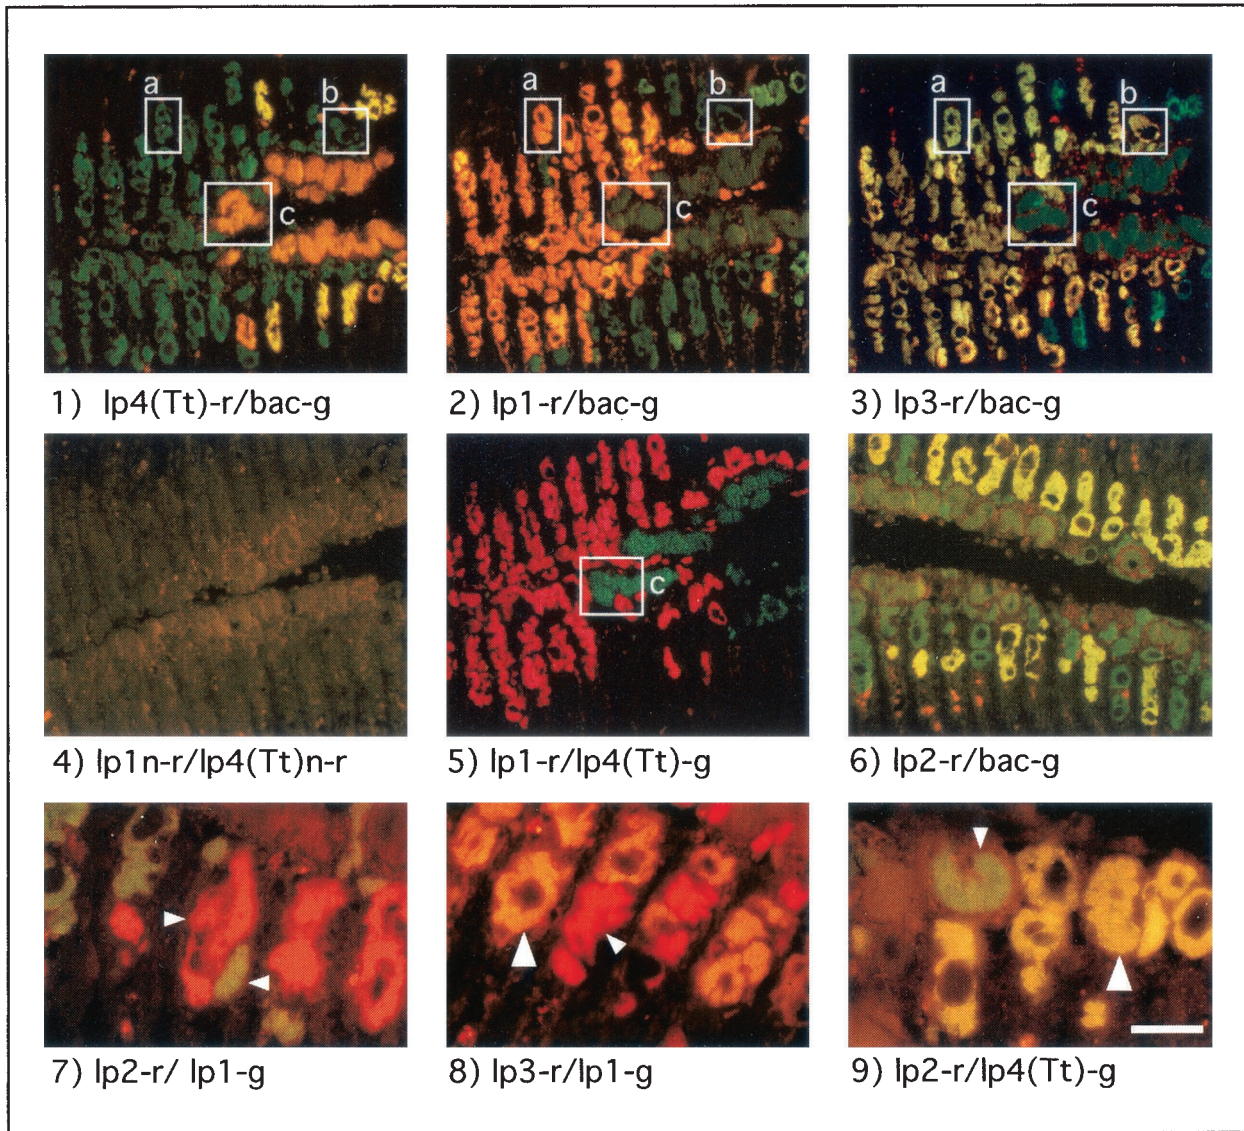 a
b
c
a
b
c
a
b
c
1) lp4(Tt)-r/bac-g
2) lp1-r/bac-g
3) lp3-r/bac-g
c
4) lp1n-r/lp4(Tt)n-r
5) lp1-r/lp4(Tt)-g
6) lp2-r/bac-g
7) lp2-r/ lp1-g
8) lp3-r/lp1-g
9) lp2-r/lp4(Tt)-g